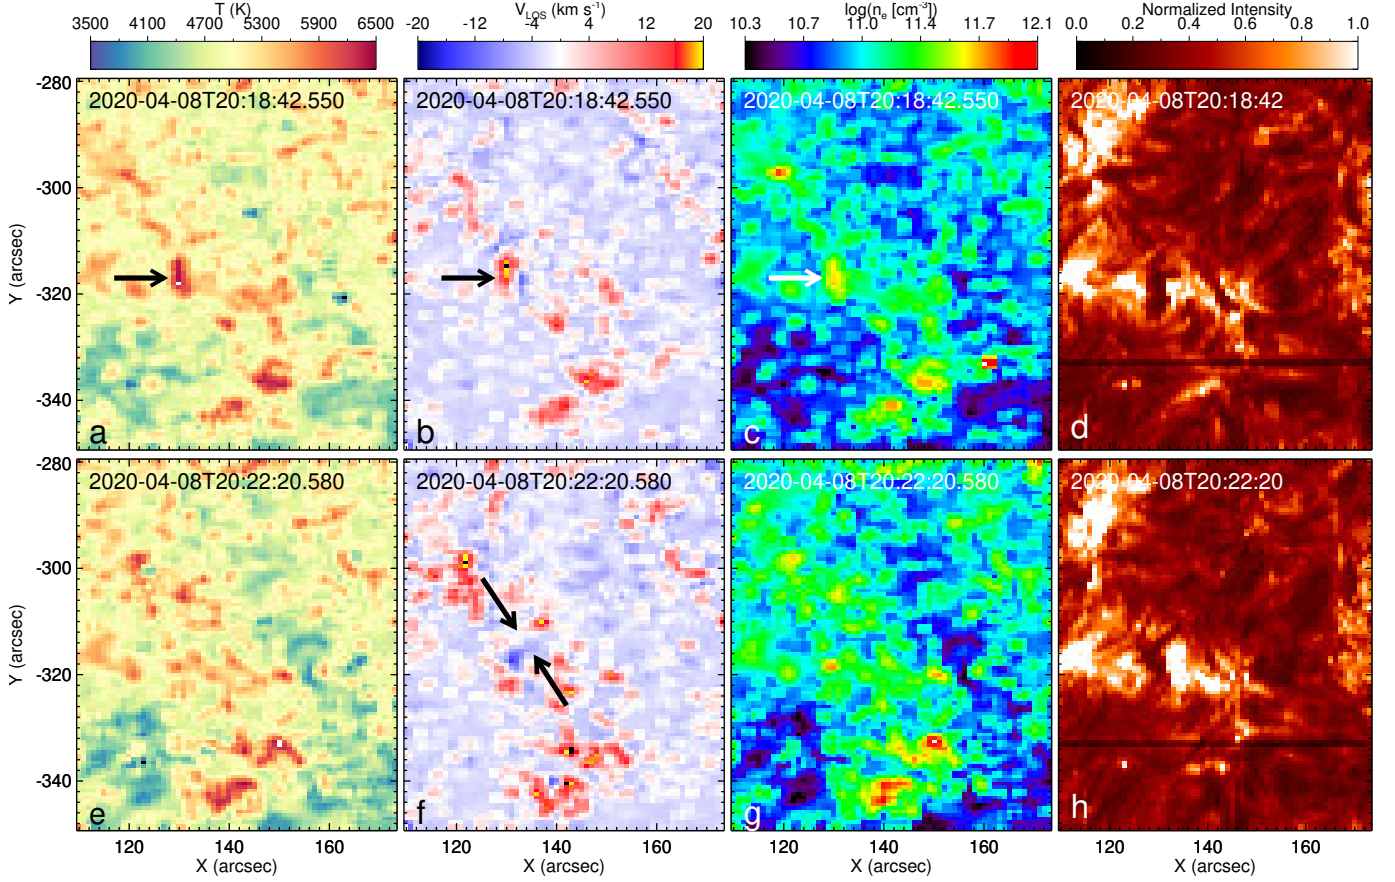 T (K)
3500 4100 4700 5300 5900 6500
V_LOS (km s⁻¹)
-20 -12 -4 4 12 20
log(n_e [cm⁻³])
10.3 10.7 11.0 11.4 11.7 12.1
Normalized Intensity
0.0 0.2 0.4 0.6 0.8 1.0
2020-04-08T20:18:42.550
2020-04-08T20:18:42.550
2020-04-08T20:18:42.550
2020-04-08T20:18:42
-280
-300
-320
-340
Y (arcsec)
a
b
c
d
2020-04-08T20:22:20.580
2020-04-08T20:22:20.580
2020-04-08T20:22:20.580
2020-04-08T20:22:20
-280
-300
-320
-340
Y (arcsec)
e
f
g
h
120 140 160
120 140 160
120 140 160
120 140 160
X (arcsec)
X (arcsec)
X (arcsec)
X (arcsec)